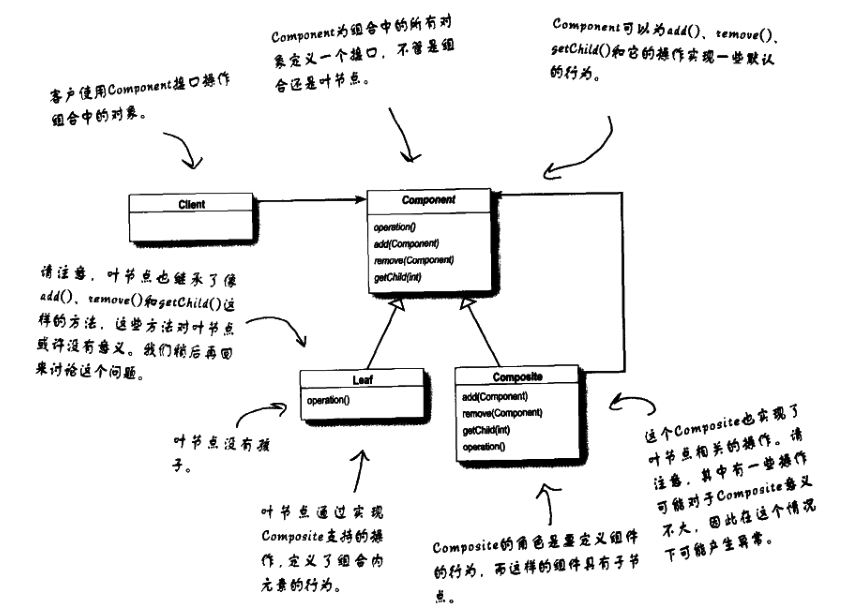 Component为组合中的所有对
象定义一个接口，不管是组
合还是叶节点。
Component可以为add()、remove()、
getChild()和它的操作实现一些默认
的行为。
客户使用Component接口操作
组合中的对象。
Client
Component
operation()
add(Component)
remove(Component)
getChild(int)
请注意，叶节点也继承了像
add()、remove()和getChild()这
样的方法，这些方法对叶节点
或许没有意义。我们稍后再回
来讨论这个问题。
Leaf
operation()
Composite
add(Component)
remove(Component)
getChild(int)
operation()
叶节点没有孩
子。
这个Composite也实现了
叶节点相关的操作。请
注意，其中有一些操作
可能对于Composite意义
不大，因此在这个情况
下可能产生异常。
叶节点通过实现
Composite支持的操
作，定义了组合内
元素的行为。
Composite的角色是要定义组件
的行为，而这样的组件具有子节
点。